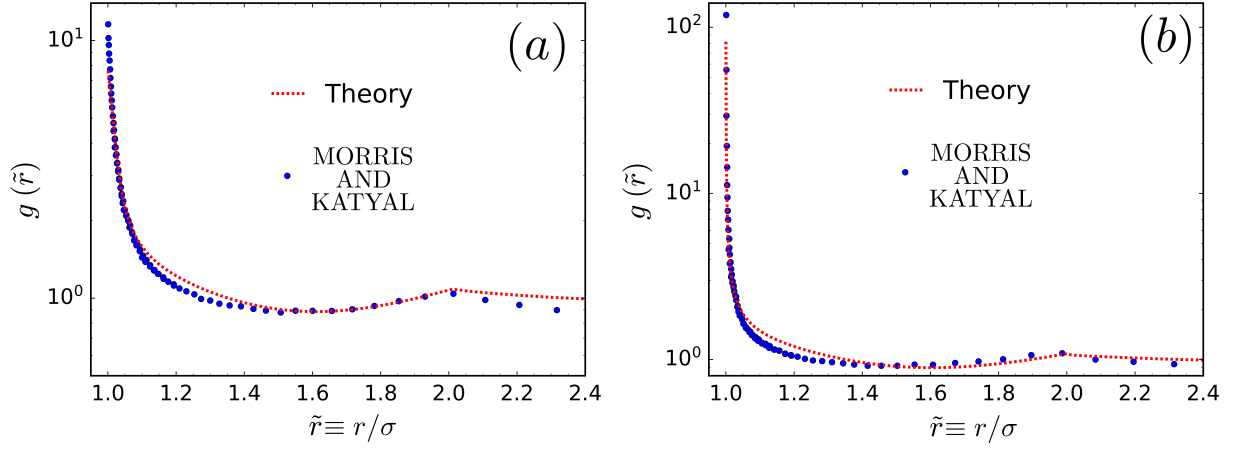 (a)
g (r̃)
10¹
10⁰
Theory
MORRIS
AND
KATYAL
1.0 1.2 1.4 1.6 1.8 2.0 2.2 2.4
r̃ ≡ r/σ
(b)
g (r̃)
10²
10¹
10⁰
Theory
MORRIS
AND
KATYAL
1.0 1.2 1.4 1.6 1.8 2.0 2.2 2.4
r̃ ≡ r/σ